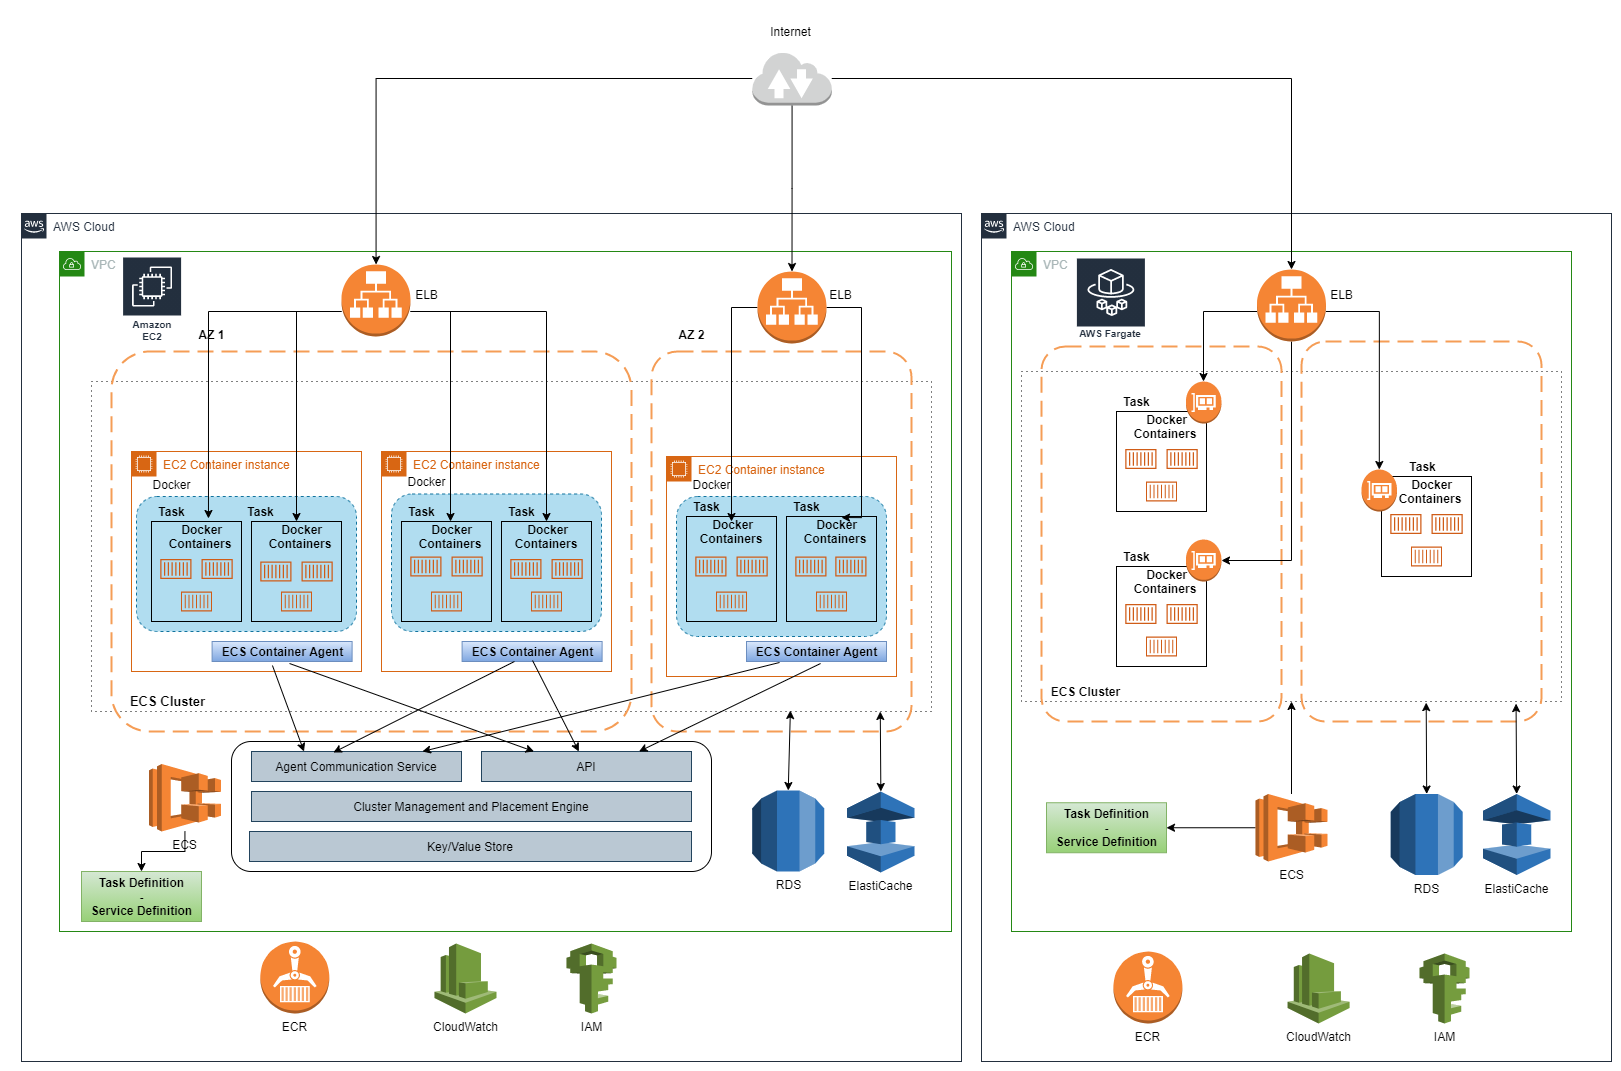 Internet
aws
AWS Cloud
VPC
Amazon
EC2
ELB
ELB
AZ 1
AZ 2
EC2 Container instance
Docker
Task
Task
Docker
Containers
Docker
Containers
ECS Container Agent
EC2 Container instance
Docker
Task
Task
Docker
Containers
Docker
Containers
ECS Container Agent
EC2 Container instance
Docker
Task
Task
Docker
Containers
Docker
Containers
ECS Container Agent
ECS Cluster
Agent Communication Service
API
Cluster Management and Placement Engine
Key/Value Store
ECS
Task Definition
-
Service Definition
RDS
ElastiCache
ECR
CloudWatch
IAM
aws
AWS Cloud
VPC
AWS Fargate
ELB
Task
Docker
Containers
Task
Docker
Containers
Task
Docker
Containers
ECS Cluster
Task Definition
-
Service Definition
ECS
RDS
ElastiCache
ECR
CloudWatch
IAM